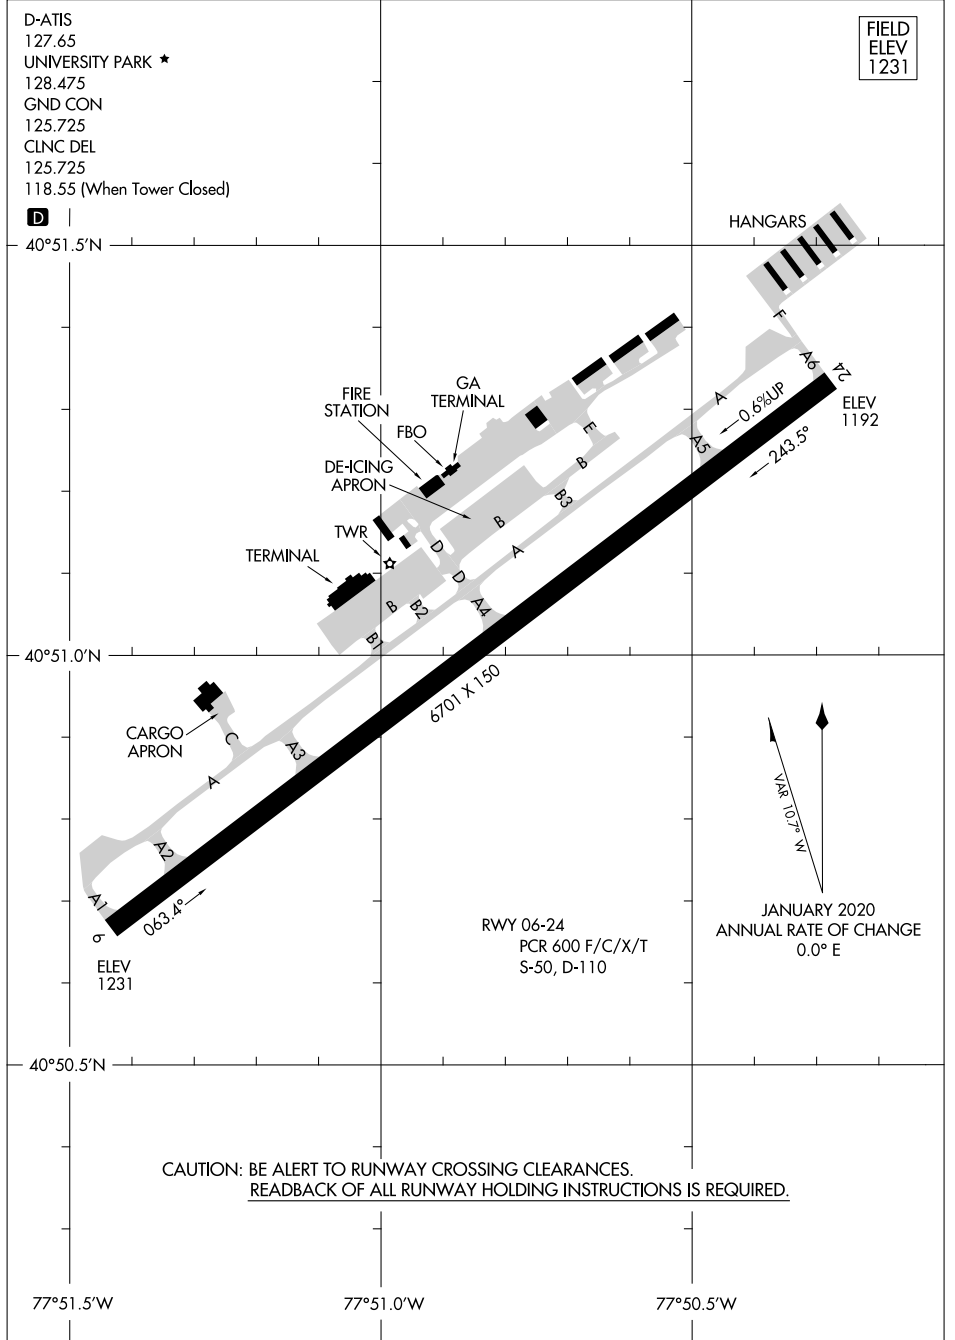 D-ATIS
127.65
UNIVERSITY PARK ★
128.475
GND CON
125.725
CLNC DEL
125.725
118.55 (When Tower Closed)
D
FIELD
ELEV
1231
HANGARS
40°51.5'N
F
A6
24
ELEV
1192
A
0.6%UP
243.5°
A5
GA
TERMINAL
FIRE
STATION
FBO
E
B
DE-ICING
APRON
B3
B
A
TWR
D
D
TERMINAL
B
B2
A4
B1
40°51.0'N
6701 X 150
CARGO
APRON
C
A3
A
A2
A1
6
063.4°
ELEV
1231
VAR 10.7° W
JANUARY 2020
ANNUAL RATE OF CHANGE
0.0° E
RWY 06-24
PCR 600 F/C/X/T
S-50, D-110
40°50.5'N
CAUTION: BE ALERT TO RUNWAY CROSSING CLEARANCES.
READBACK OF ALL RUNWAY HOLDING INSTRUCTIONS IS REQUIRED.
77°51.5'W
77°51.0'W
77°50.5'W